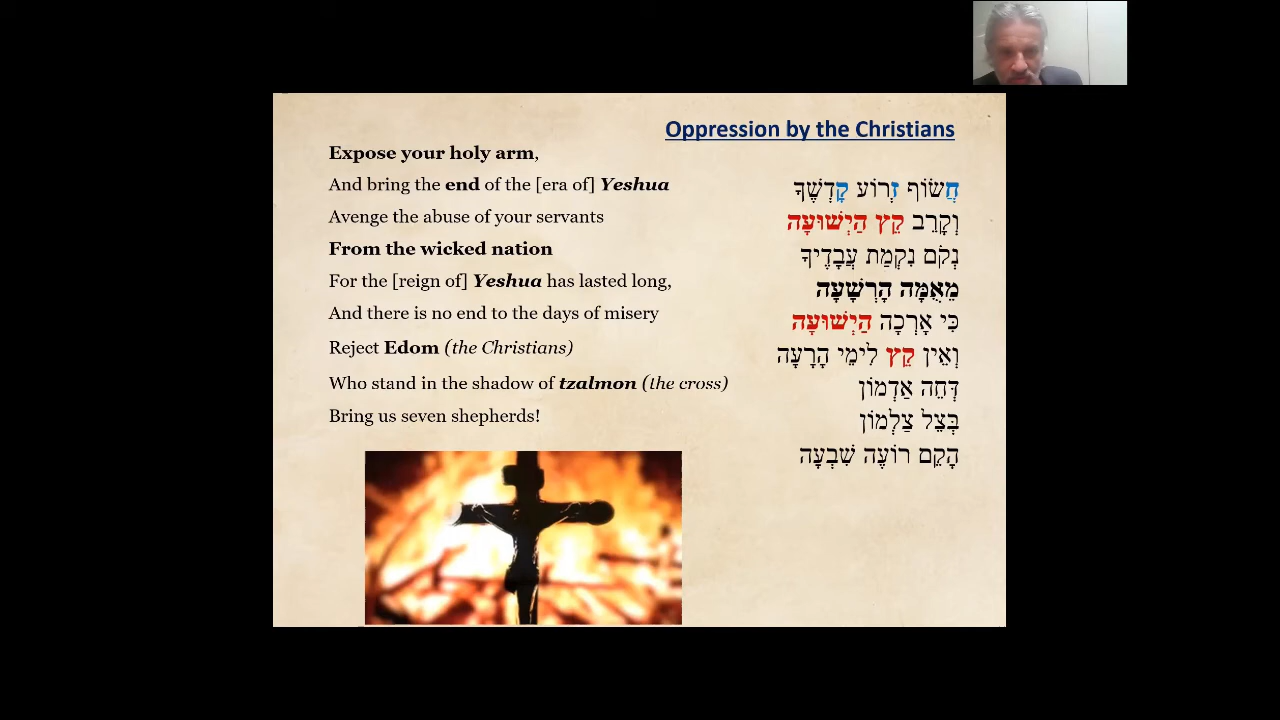 Oppression by the Christians
Expose your holy arm,
And bring the end of the [era of] Yeshua
Avenge the abuse of your servants
From the wicked nation
For the [reign of] Yeshua has lasted long,
And there is no end to the days of misery
Reject Edom (the Christians)
Who stand in the shadow of tzalmon (the cross)
Bring us seven shepherds!
חֲשׂוֹף זְרוֹעַ קָדְשֶׁךָ
וְקָרֵב קֵץ הַיְשׁוּעָה
נְקֹם נִקְמַת עֲבָדֶיךָ
מֵאֻמָּה הָרְשָׁעָה
כִּי אָרְכָה הַיְשׁוּעָה
וְאֵין קֵץ לִימֵי הָרָעָה
דְּחֵה אַדְמוֹן
בְּצֵל צַלְמוֹן
הָקֵם רוֹעֶה שִׁבְעָה